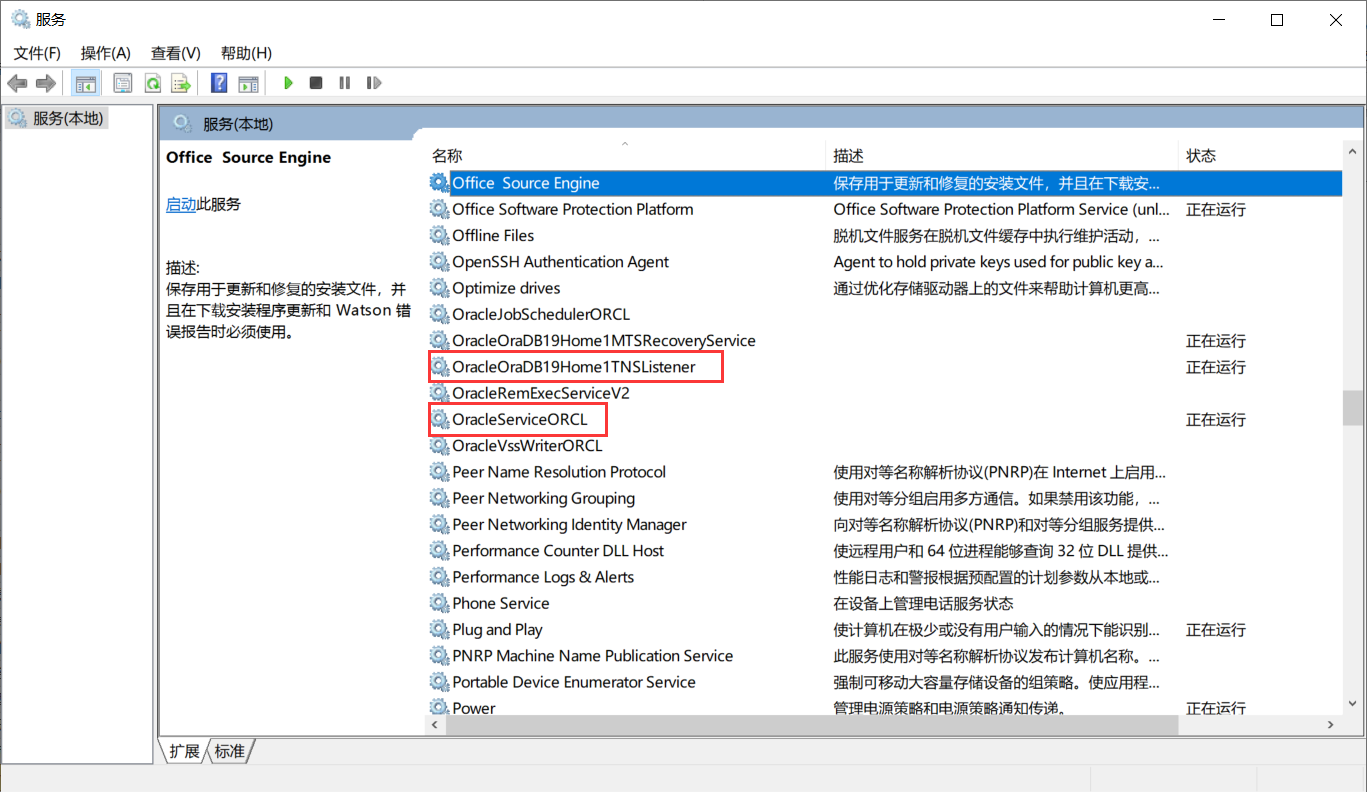 服务
文件(F) 操作(A) 查看(V) 帮助(H)
服务(本地)
服务(本地)
Office  Source Engine
启动此服务
描述:
保存用于更新和修复的安装文件，并
且在下载安装程序更新和 Watson 错
误报告时必须使用。
名称 描述 状态
Office  Source Engine 保存用于更新和修复的安装文件，并且在下载安...
Office Software Protection Platform Office Software Protection Platform Service (unl... 正在运行
Offline Files 脱机文件服务在脱机文件缓存中执行维护活动，...
OpenSSH Authentication Agent Agent to hold private keys used for public key a...
Optimize drives 通过优化存储驱动器上的文件来帮助计算机更高...
OracleJobSchedulerORCL
OracleOraDB19Home1MTSRecoveryService 正在运行
OracleOraDB19Home1TNSListener 正在运行
OracleRemExecServiceV2
OracleServiceORCL 正在运行
OracleVssWriterORCL
Peer Name Resolution Protocol 使用对等名称解析协议(PNRP)在 Internet 上启用...
Peer Networking Grouping 使用对等分组启用多方通信。如果禁用该功能，...
Peer Networking Identity Manager 向对等名称解析协议(PNRP)和对等分组服务提供...
Performance Counter DLL Host 使远程用户和 64 位进程能够查询 32 位 DLL 提供...
Performance Logs & Alerts 性能日志和警报根据预配置的计划参数从本地或...
Phone Service 在设备上管理电话服务状态
Plug and Play 使计算机在极少或没有用户输入的情况下能识别... 正在运行
PNRP Machine Name Publication Service 此服务使用对等名称解析协议发布计算机名称。...
Portable Device Enumerator Service 强制可移动大容量存储设备的组策略。使应用程...
Power 管理电源策略和电源策略通知传递。 正在运行
扩展 标准